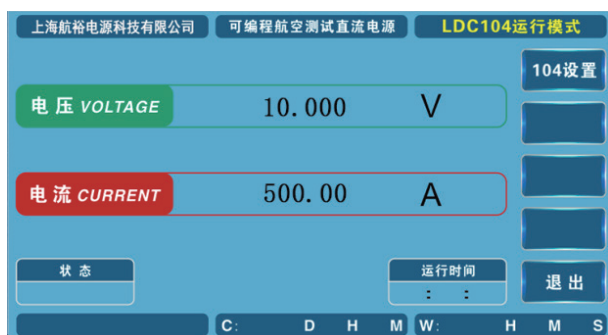 上海航裕电源科技有限公司 可编程航空测试直流电源 LDC104运行模式
104设置
电压 VOLTAGE 10.000 V
电流 CURRENT 500.00 A
状态 运行时间
: :
退出
C: D H M W: H M S